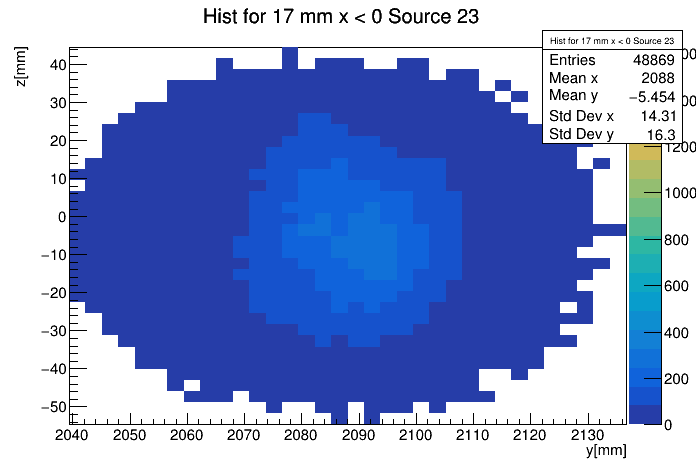 Hist for 17 mm x < 0 Source 23
Hist for 17 mm x < 0 Source 23
Entries 48869
Mean x 2088
Mean y −5.454
Std Dev x 14.31
Std Dev y 16.3
z[mm]
40
30
20
10
0
−10
−20
−30
−40
−50
2040 2050 2060 2070 2080 2090 2100 2110 2120 2130
y[mm]
1200
1000
800
600
400
200
0